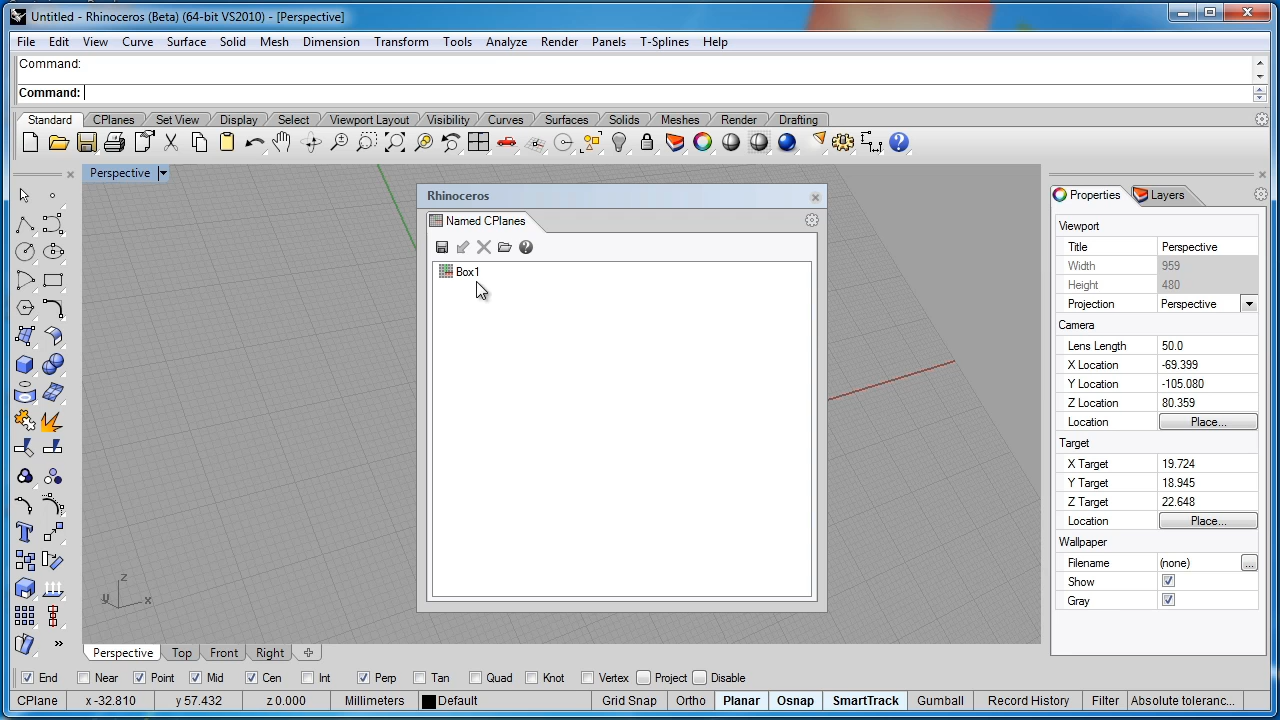 Untitled - Rhinoceros (Beta) (64-bit VS2010) - [Perspective]
File Edit View Curve Surface Solid Mesh Dimension Transform Tools Analyze Render Panels T-Splines Help
Command:
Command:
Standard CPlanes Set View Display Select Viewport Layout Visibility Curves Surfaces Solids Meshes Render Drafting
Perspective
Rhinoceros
Named CPlanes
Box1
z
y x
Properties Layers
Viewport
Title Perspective
Width 959
Height 480
Projection Perspective
Camera
Lens Length 50.0
X Location -69.399
Y Location -105.080
Z Location 80.359
Location Place...
Target
X Target 19.724
Y Target 18.945
Z Target 22.648
Location Place...
Wallpaper
Filename (none) ...
Show
Gray
Perspective Top Front Right
End Near Point Mid Cen Int Perp Tan Quad Knot Vertex Project Disable
CPlane x -32.810 y 57.432 z 0.000 Millimeters Default Grid Snap Ortho Planar Osnap SmartTrack Gumball Record History Filter Absolute toleranc...